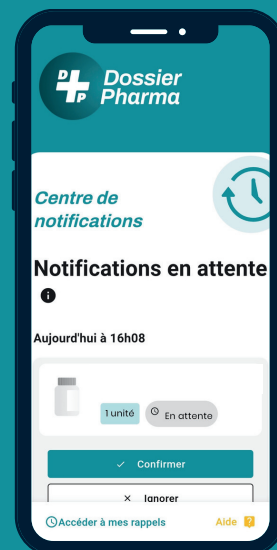 D P
Dossier
Pharma
Centre de
notifications
Notifications en attente
i
Aujourd'hui à 16h08
1 unité
En attente
✓ Confirmer
× Ignorer
Accéder à mes rappels
Aide ?